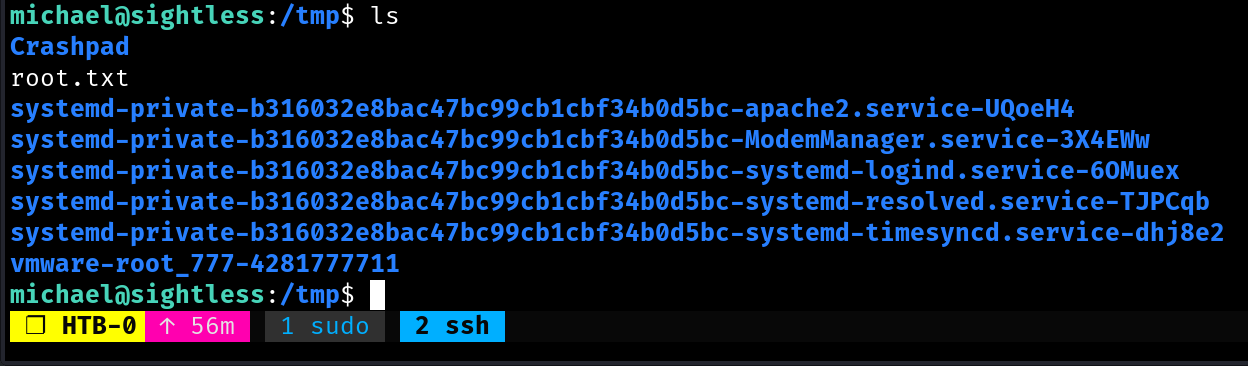 michael@sightless:/tmp$ ls
Crashpad
root.txt
systemd-private-b316032e8bac47bc99cb1cbf34b0d5bc-apache2.service-UQoeH4
systemd-private-b316032e8bac47bc99cb1cbf34b0d5bc-ModemManager.service-3X4EWw
systemd-private-b316032e8bac47bc99cb1cbf34b0d5bc-systemd-logind.service-6OMuex
systemd-private-b316032e8bac47bc99cb1cbf34b0d5bc-systemd-resolved.service-TJPCqb
systemd-private-b316032e8bac47bc99cb1cbf34b0d5bc-systemd-timesyncd.service-dhj8e2
vmware-root_777-4281777711
michael@sightless:/tmp$
❐ HTB-0 ↑ 56m 1 sudo 2 ssh